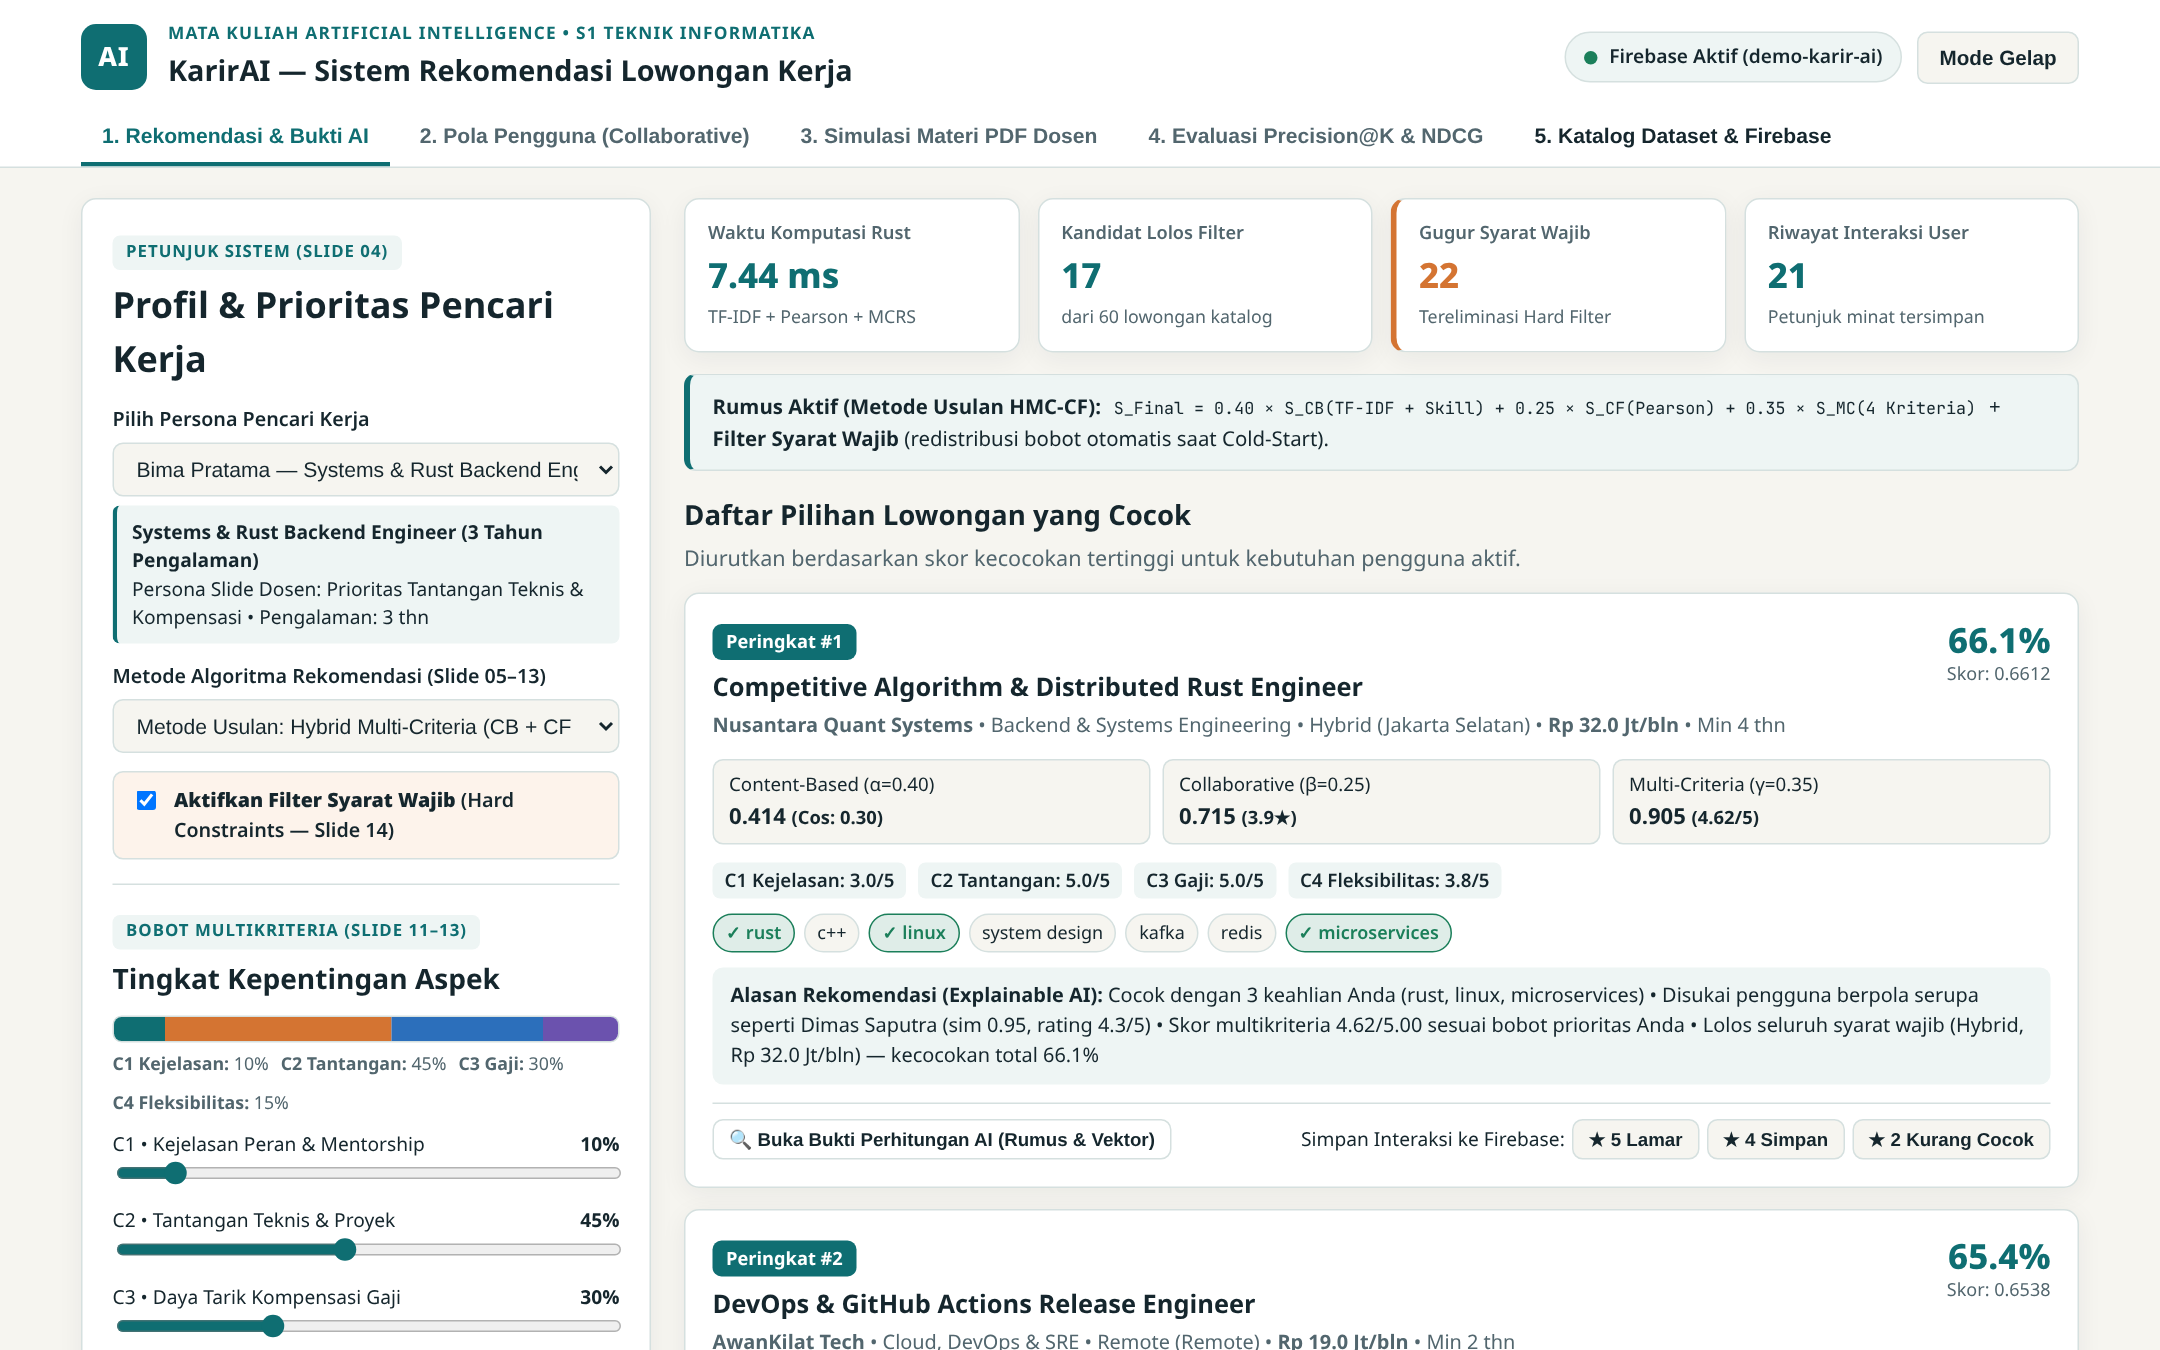 AI
MATA KULIAH ARTIFICIAL INTELLIGENCE • S1 TEKNIK INFORMATIKA
KarirAI — Sistem Rekomendasi Lowongan Kerja
Firebase Aktif (demo-karir-ai)
Mode Gelap
1. Rekomendasi & Bukti AI
2. Pola Pengguna (Collaborative)
3. Simulasi Materi PDF Dosen
4. Evaluasi Precision@K & NDCG
5. Katalog Dataset & Firebase
PETUNJUK SISTEM (SLIDE 04)
Profil & Prioritas Pencari
Kerja
Pilih Persona Pencari Kerja
Bima Pratama — Systems & Rust Backend Eng
Systems & Rust Backend Engineer (3 Tahun
Pengalaman)
Persona Slide Dosen: Prioritas Tantangan Teknis &
Kompensasi • Pengalaman: 3 thn
Metode Algoritma Rekomendasi (Slide 05–13)
Metode Usulan: Hybrid Multi-Criteria (CB + CF
Aktifkan Filter Syarat Wajib (Hard
Constraints — Slide 14)
BOBOT MULTIKRITERIA (SLIDE 11–13)
Tingkat Kepentingan Aspek
C1 Kejelasan: 10% C2 Tantangan: 45% C3 Gaji: 30%
C4 Fleksibilitas: 15%
C1 • Kejelasan Peran & Mentorship 10%
C2 • Tantangan Teknis & Proyek 45%
C3 • Daya Tarik Kompensasi Gaji 30%
Waktu Komputasi Rust
7.44 ms
TF-IDF + Pearson + MCRS
Kandidat Lolos Filter
17
dari 60 lowongan katalog
Gugur Syarat Wajib
22
Tereliminasi Hard Filter
Riwayat Interaksi User
21
Petunjuk minat tersimpan
Rumus Aktif (Metode Usulan HMC-CF): S_Final = 0.40 × S_CB(TF-IDF + Skill) + 0.25 × S_CF(Pearson) + 0.35 × S_MC(4 Kriteria) +
Filter Syarat Wajib (redistribusi bobot otomatis saat Cold-Start).
Daftar Pilihan Lowongan yang Cocok
Diurutkan berdasarkan skor kecocokan tertinggi untuk kebutuhan pengguna aktif.
Peringkat #1
66.1%
Skor: 0.6612
Competitive Algorithm & Distributed Rust Engineer
Nusantara Quant Systems • Backend & Systems Engineering • Hybrid (Jakarta Selatan) • Rp 32.0 Jt/bln • Min 4 thn
Content-Based (α=0.40)
0.414 (Cos: 0.30)
Collaborative (β=0.25)
0.715 (3.9★)
Multi-Criteria (γ=0.35)
0.905 (4.62/5)
C1 Kejelasan: 3.0/5 C2 Tantangan: 5.0/5 C3 Gaji: 5.0/5 C4 Fleksibilitas: 3.8/5
✓ rust c++ ✓ linux system design kafka redis ✓ microservices
Alasan Rekomendasi (Explainable AI): Cocok dengan 3 keahlian Anda (rust, linux, microservices) • Disukai pengguna berpola serupa
seperti Dimas Saputra (sim 0.95, rating 4.3/5) • Skor multikriteria 4.62/5.00 sesuai bobot prioritas Anda • Lolos seluruh syarat wajib (Hybrid,
Rp 32.0 Jt/bln) — kecocokan total 66.1%
🔍 Buka Bukti Perhitungan AI (Rumus & Vektor)
Simpan Interaksi ke Firebase: ★ 5 Lamar ★ 4 Simpan ★ 2 Kurang Cocok
Peringkat #2
65.4%
Skor: 0.6538
DevOps & GitHub Actions Release Engineer
AwanKilat Tech • Cloud, DevOps & SRE • Remote (Remote) • Rp 19.0 Jt/bln • Min 2 thn